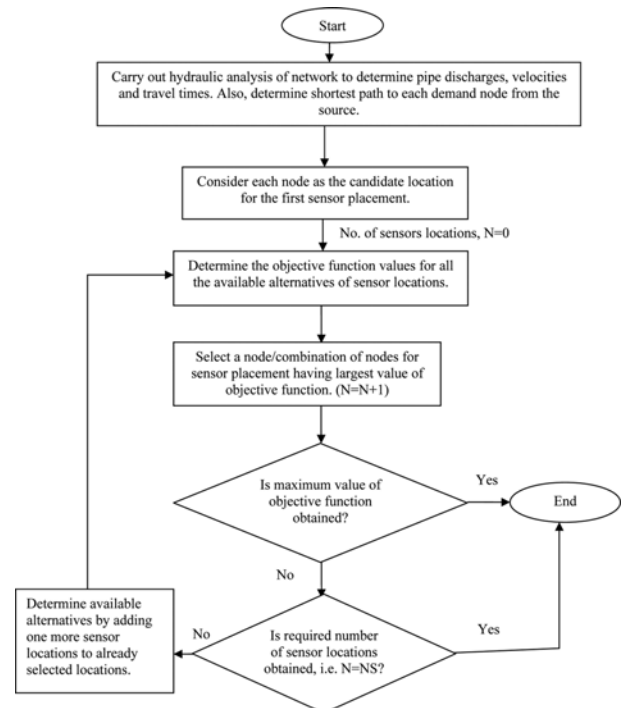 Start
Carry out hydraulic analysis of network to determine pipe discharges, velocities
and travel times. Also, determine shortest path to each demand node from the
source.
Consider each node as the candidate location
for the first sensor placement.
No. of sensors locations, N=0
Determine the objective function values for all
the available alternatives of sensor locations.
Select a node/combination of nodes for
sensor placement having largest value of
objective function. (N=N+1)
Is maximum value of
objective function
obtained?
Yes
End
No
Is required number
of sensor locations
obtained, i.e. N=NS?
Yes
No
Determine available
alternatives by adding
one more sensor
locations to already
selected locations.